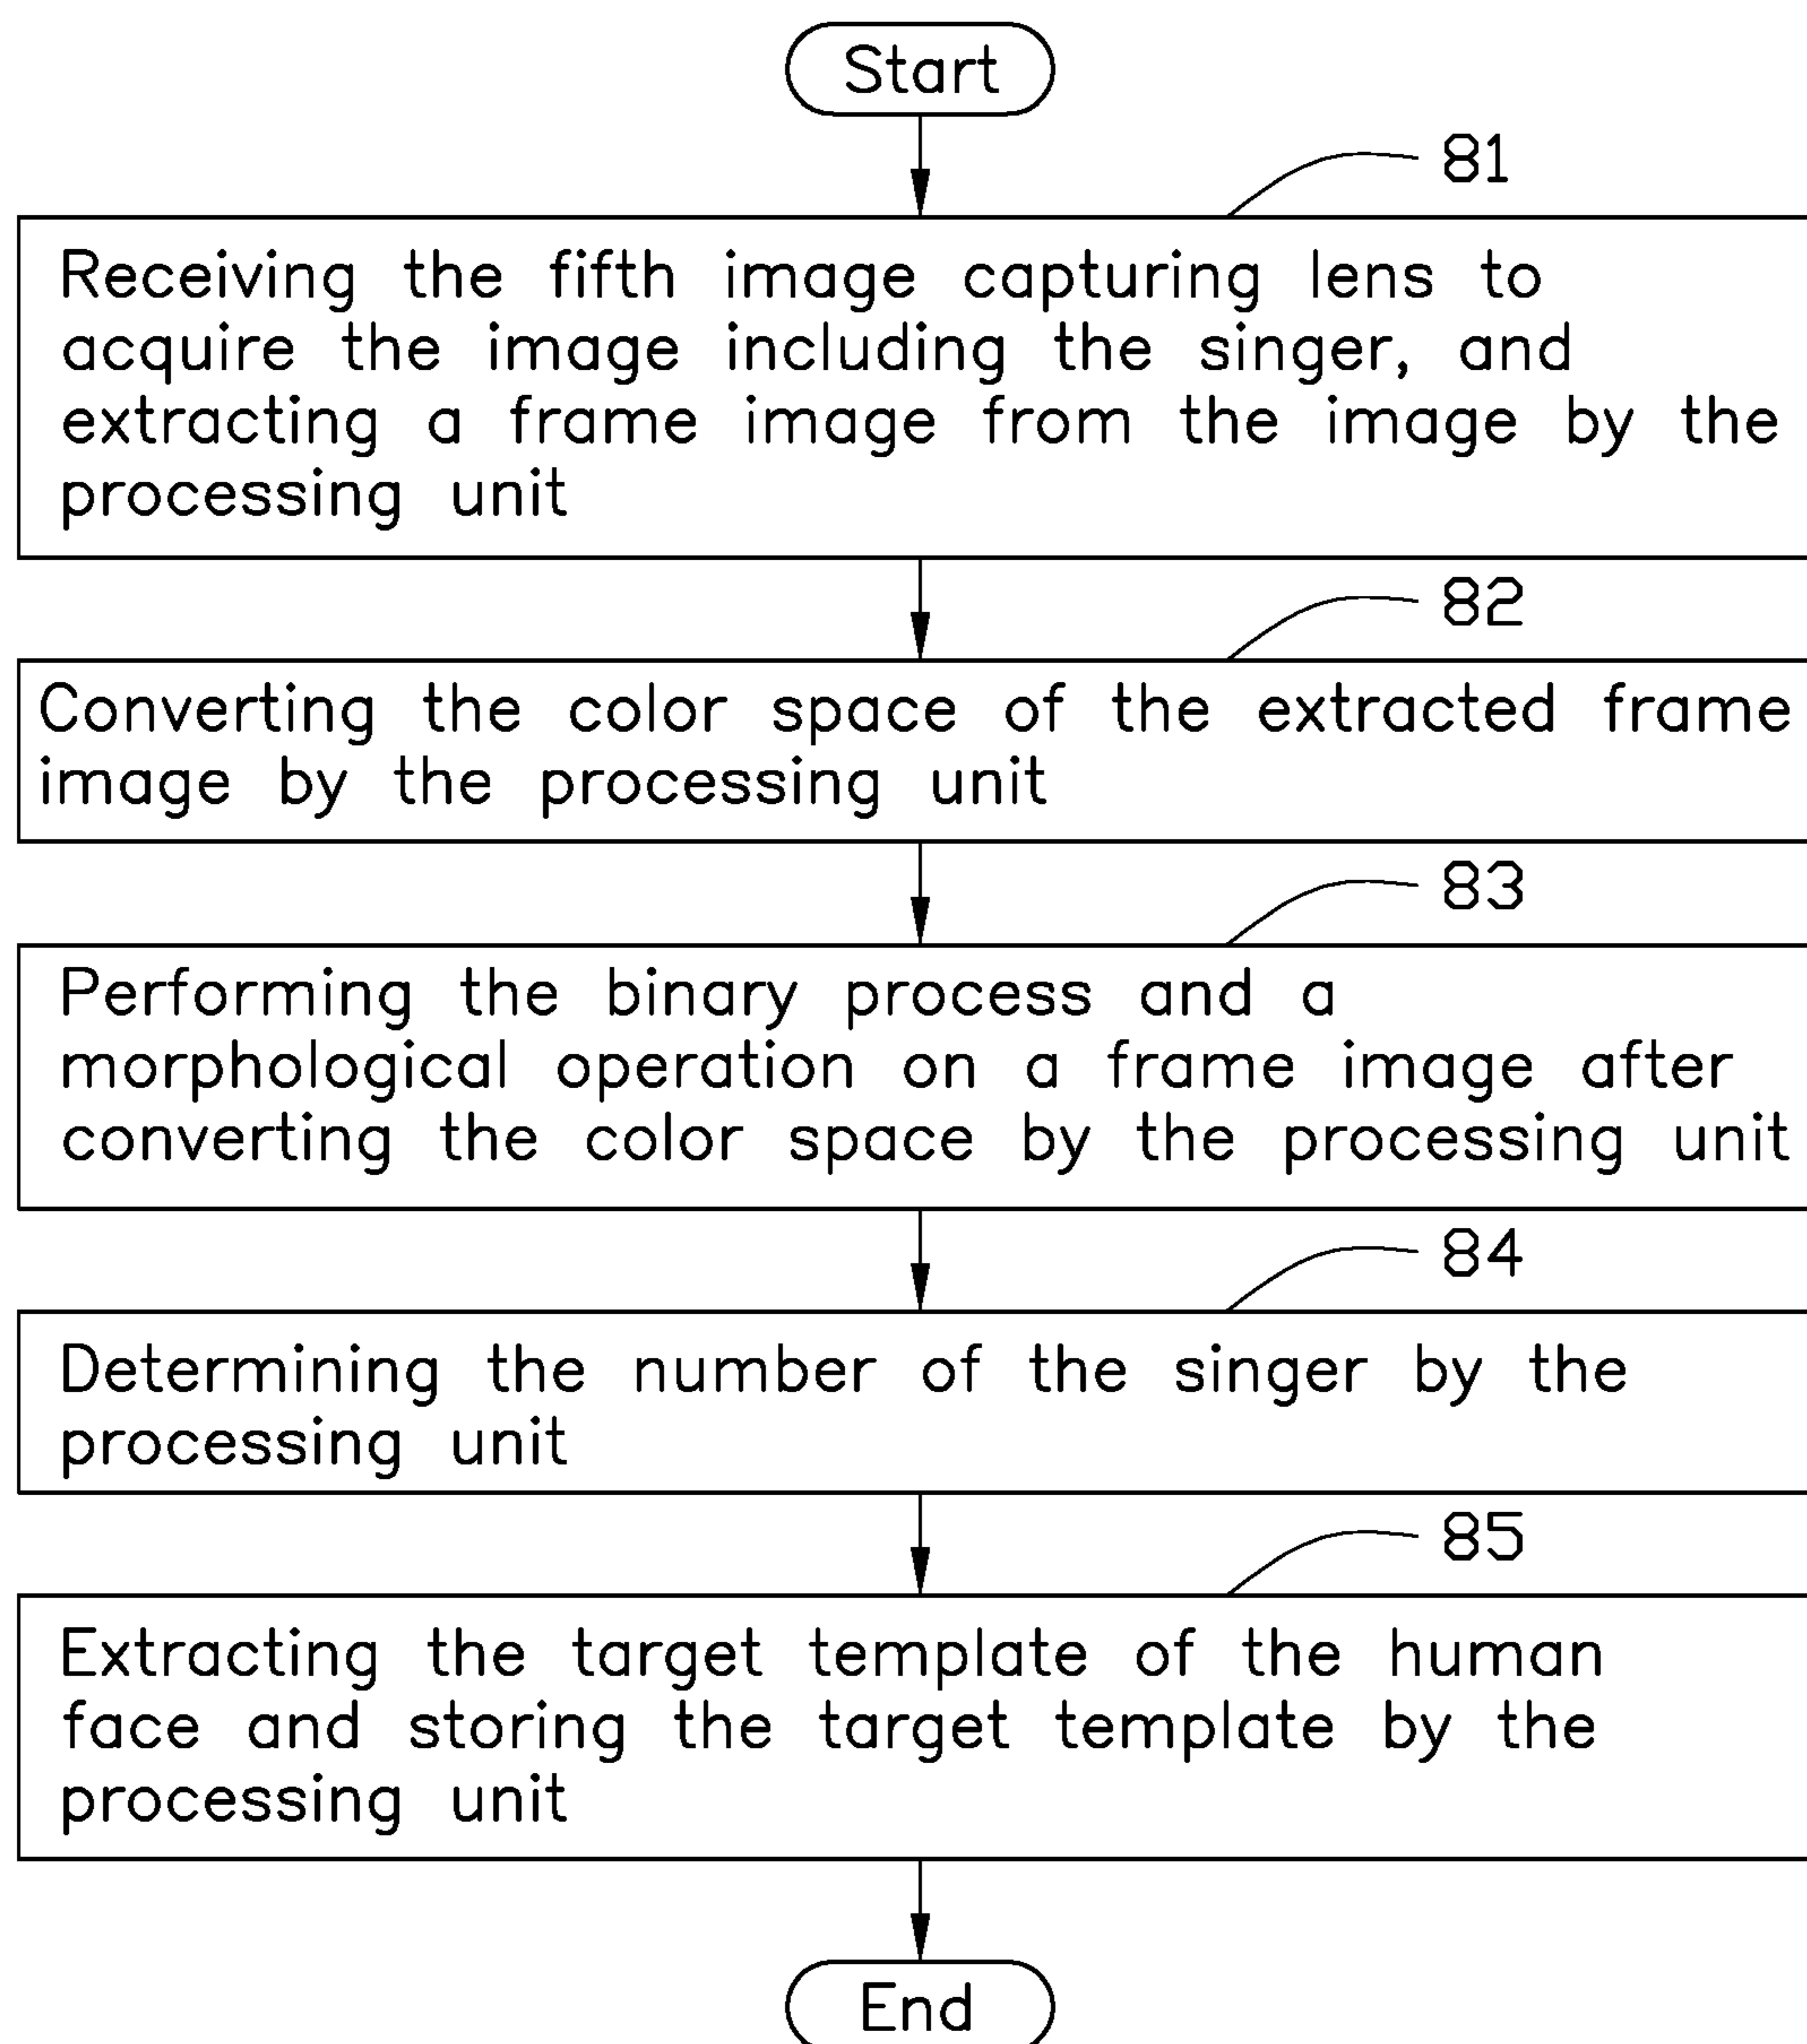 Start
81
Receiving the fifth image capturing lens to
acquire the image including the singer, and
extracting a frame image from the image by the
processing unit
82
Converting the color space of the extracted frame
image by the processing unit
83
Performing the binary process and a
morphological operation on a frame image after
converting the color space by the processing unit
84
Determining the number of the singer by the
processing unit
85
Extracting the target template of the human
face and storing the target template by the
processing unit
End